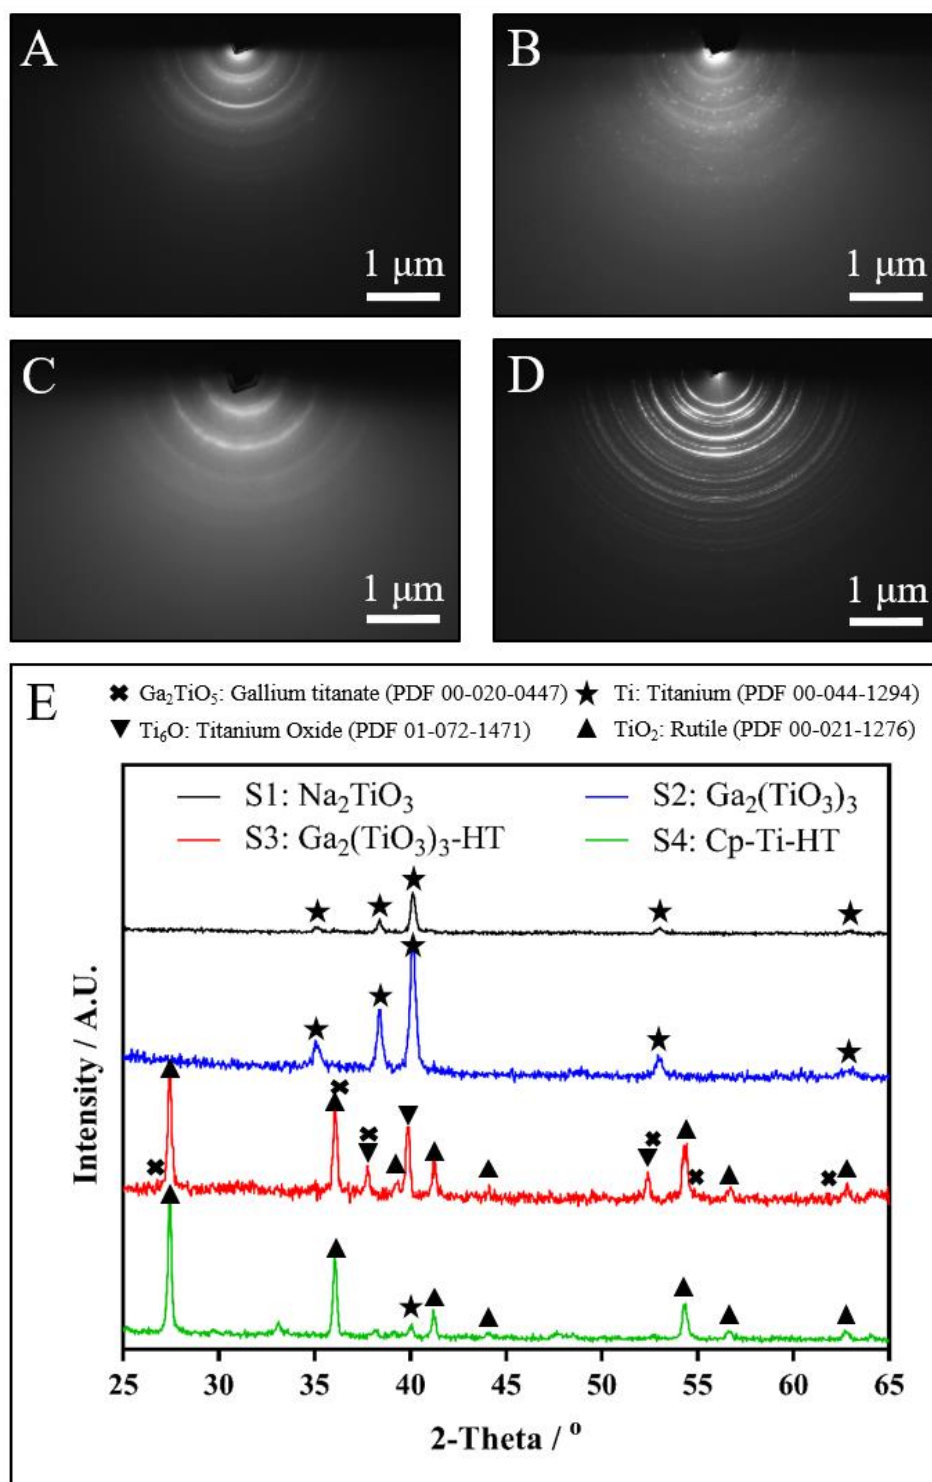 A
1 µm
B
1 µm
C
1 µm
D
1 µm
E
Ga₂TiO₅: Gallium titanate (PDF 00-020-0447)
Ti: Titanium (PDF 00-044-1294)
Ti₆O: Titanium Oxide (PDF 01-072-1471)
TiO₂: Rutile (PDF 00-021-1276)
S1: Na₂TiO₃
S2: Ga₂(TiO₃)₃
S3: Ga₂(TiO₃)₃-HT
S4: Cp-Ti-HT
Intensity / A.U.
25 30 35 40 45 50 55 60 65
2-Theta / °